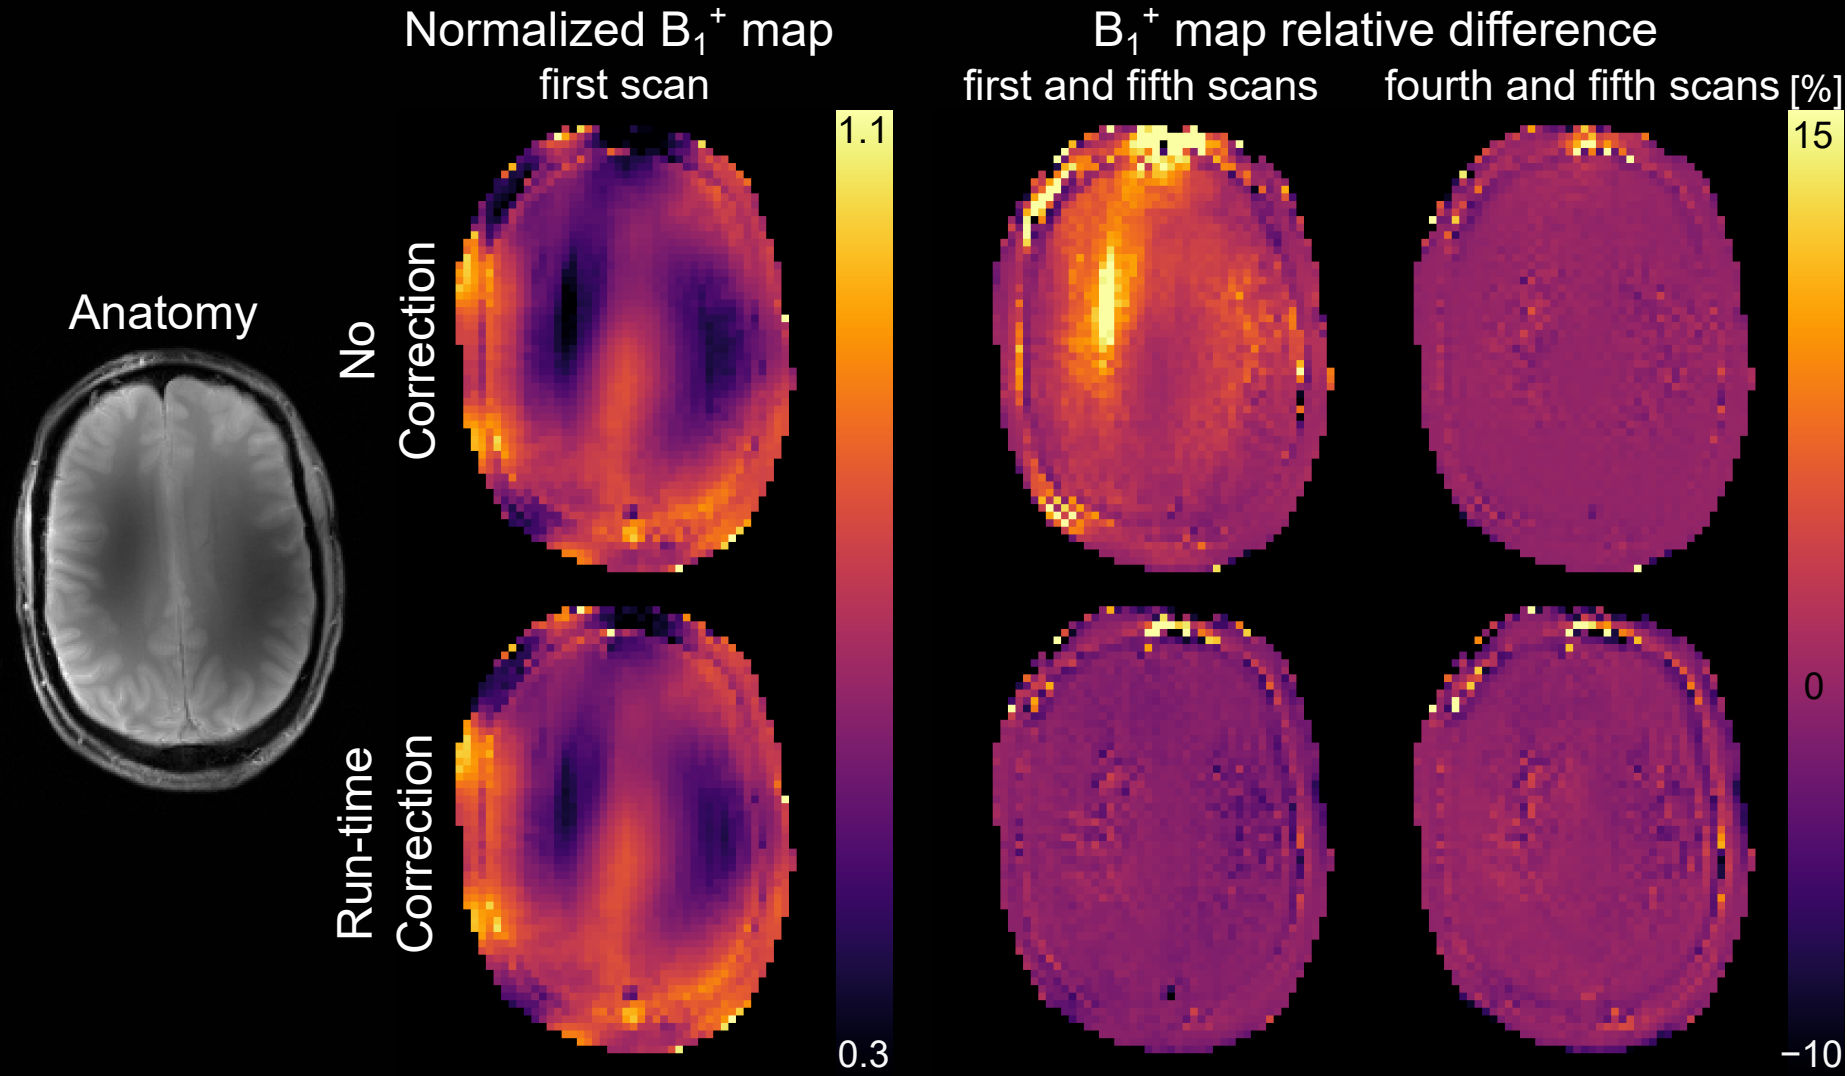 Normalized B₁⁺ map
first scan
B₁⁺ map relative difference
first and fifth scans
fourth and fifth scans [%]
1.1
15
Anatomy
No
Correction
0
Run-time
Correction
0.3
−10